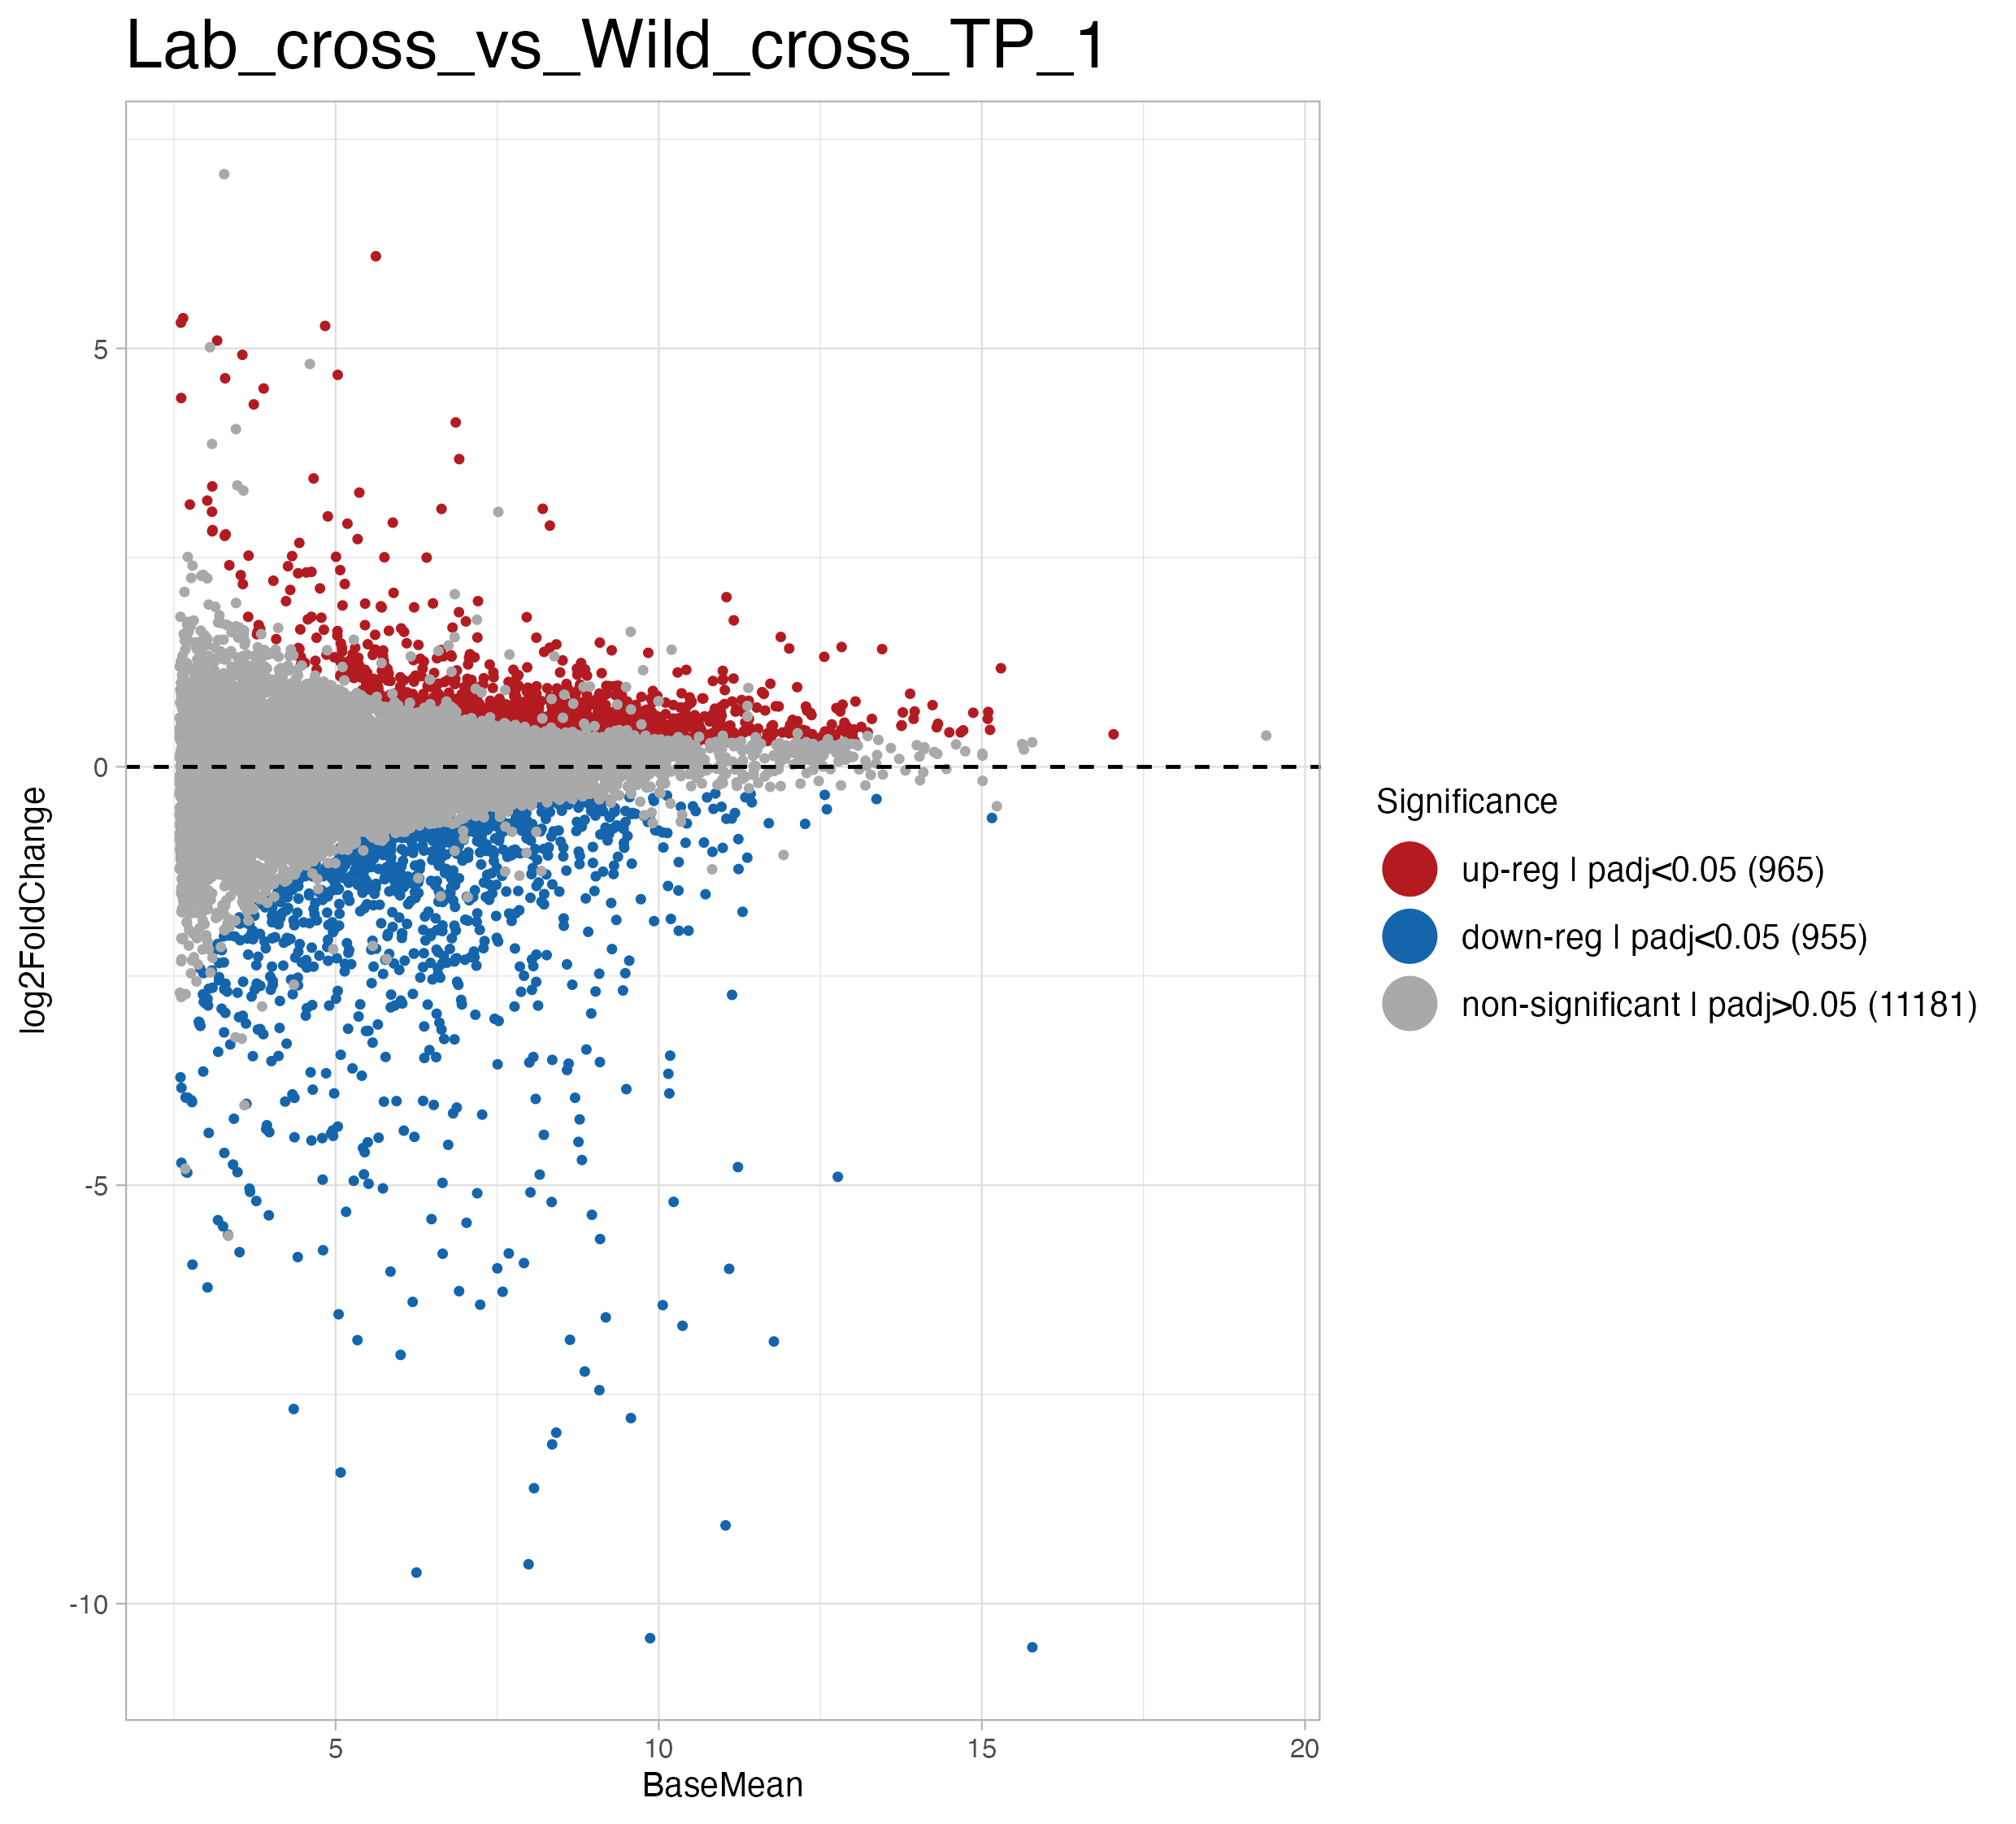 Lab_cross_vs_Wild_cross_TP_1
5
0
-5
-10
log2FoldChange
5
10
15
20
BaseMean
Significance
up-reg | padj<0.05 (965)
down-reg | padj<0.05 (955)
non-significant | padj>0.05 (11181)